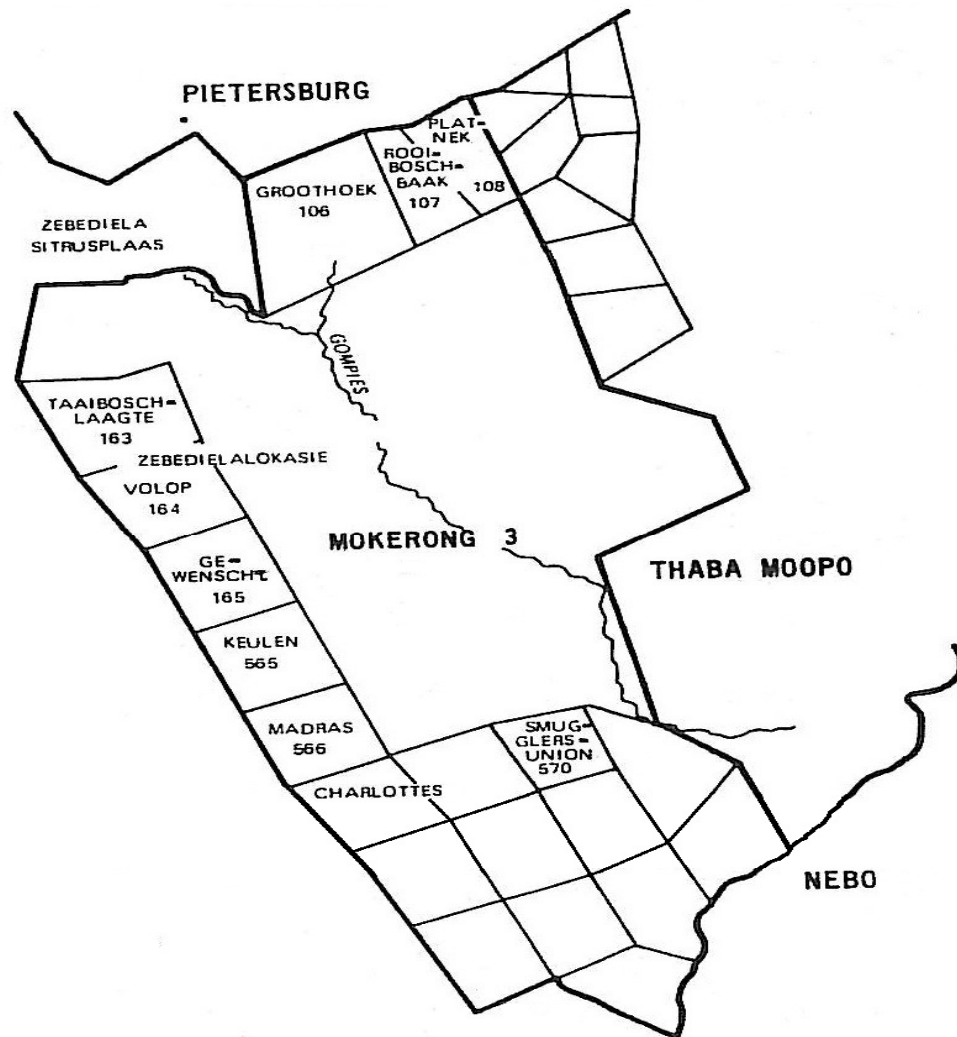 PIETERSBURG
PLAT-
NEK
108
ROOI-
BOSCH-
BAAK
107
GROOTHOEK
106
ZEBEDIELA
SITRUSPLAAS
GOMPIES
TAAIBOSCH-
LAAGTE
163
ZEBEDIELALOKASIE
VOLOP
164
MOKERONG 3
THABA MOOPO
GE-
WENSCHT
165
KEULEN
565
MADRAS
566
SMUG-
GLERS-
UNION
570
CHARLOTTES
NEBO